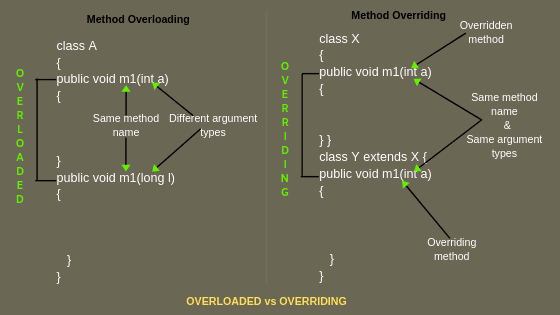 Method Overloading
class A
{
public void m1(int a)
{
Same method
name
Different argument
types
}
public void m1(long l)
{
}
}
OVERLOADED
Method Overriding
Overridden
method
class X
{
public void m1(int a)
{
Same method
name
&
Same argument
types
} }
class Y extends X {
public void m1(int a)
{
Overriding
method
}
}
OVERRIDING
OVERLOADED vs OVERRIDING